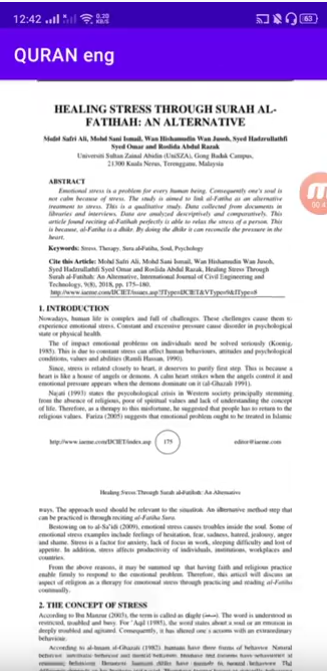 12:42
63
QURAN eng
HEALING STRESS THROUGH SURAH AL-
FATIHAH: AN ALTERNATIVE
Mohd Safri Ali, Mohd Sani Ismail, Wan Hishamudin Wan Jusoh, Syed Hadzrullathfi
Syed Omar and Roslida Abdul Razak
Universiti Sultan Zainal Abidin (UniSZA), Gong Badak Campus,
21300 Kuala Nerus, Terengganu, Malaysia
ABSTRACT
Emotional stress is a problem for every human being. Consequently one's soul is
not calm because of stress. The study is aimed to link al-Fatiha as an alternative
treatment to stress. This is a qualitative study. Data collected from documents in
libraries and interviews. Data are analyzed descriptively and comparatively. This
article found reciting al-Fatihah perfectly is able to relax the stress of a person. This
is because, al-Fatiha is a dhikr. By doing the dhikr it can reconcile the pressure in the
heart.
Keywords: Stress, Therapy, Sura al-Fatiha, Soul, Psychology
Cite this Article: Mohd Safri Ali, Mohd Sani Ismail, Wan Hishamudin Wan Jusoh,
Syed Hadzrullathfi Syed Omar and Roslida Abdul Razak, Healing Stress Through
Surah al-Fatihah: An Alternative, International Journal of Civil Engineering and
Technology, 9(8), 2018, pp. 175–180.
http://www.iaeme.com/IJCIET/issues.asp?JType=IJCIET&VType=9&IType=8
1. INTRODUCTION
Nowadays, human life is complex and full of challenges. These challenges cause them to
experience emotional stress. Constant and excessive pressure cause disorder in psychological
state or physical health.
The of impact emotional problems on individuals need be solved seriously (Koenig,
1985). This is due to constant stress can affect human behaviours, attitudes and psychological
conditions, values and abilities (Ramli Hassan, 1990).
Since, stress is related closely to heart, it deserves to purify first step. This is because a
heart is like a house of angels or demons. A calm heart strikes when the angels control it and
emotional pressure appears when the demons dominate on it (al-Ghazali 1991).
Najati (1993) states the psychological crisis in Western society principally stemming
from the absence of religious, poor of spiritual values and lack of understanding the concept
of life. Therefore, as a therapy to this misfortune, he suggested that people has to return to the
religious values. Fariza (2005) suggests that emotional problem ought to be treated in Islamic
http://www.iaeme.com/IJCIET/index.asp 175 editor@iaeme.com
Healing Stress Through Surah al-Fatihah: An Alternative
ways. The approach used should be relevant to the situation. An alternative method step that
can be practiced is through reciting al-Fatiha Sura.
Bestowing on to al-Sa'idi (2009), emotional stress causes troubles inside the soul. Some of
emotional stress examples include feelings of hesitation, fear, sadness, hatred, jealousy, anger
and shame. Stress is a factor for anxiety, lack of focus in work, sleeping difficulty and lost of
appetite. In addition, stress affects productivity of individuals, institutions, workplaces and
countries.
From the above reasons, it may be summed up that having faith and religious practice
enable firmly to respond to the emotional problem. Therefore, this articel will discuss an
aspect of religion as a therapy for emotional stress through practicing and reading al-Fatiha
continually.
2. THE CONCEPT OF STRESS
According to Ibn Manzur (2003), the term is called as The word is understood as
restricted, troubled and busy. For 'Aqil (1995), the word states about a soul or an emotion is
deeply troubled and agitated. Consequently, it has altered one's actions with an extraordinary
behaviour.
According to al-Imam al-Ghazali (1982), humans have three forms of behavior. Natural